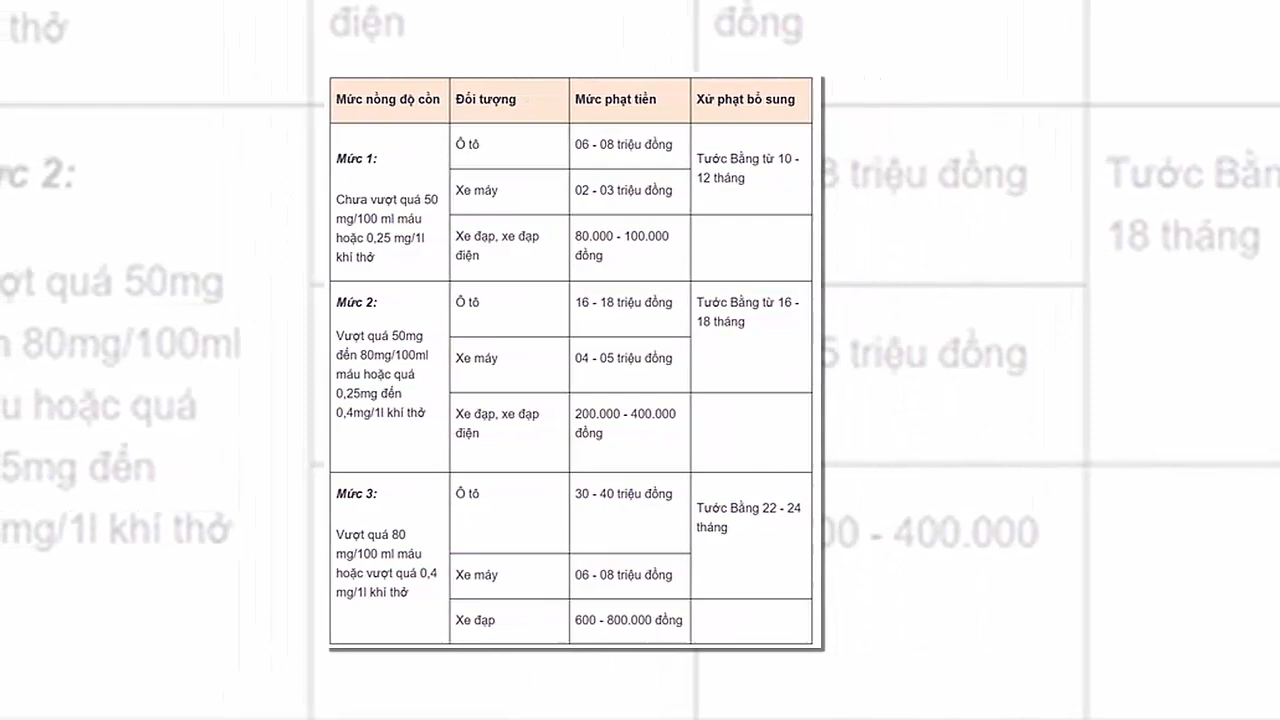 thở
điện
đồng
Mức nồng độ cồn
Đối tượng
Mức phạt tiền
Xử phạt bổ sung
Mức 1:
Chưa vượt quá 50
mg/100 ml máu
hoặc 0,25 mg/1l
khí thở
Ô tô
06 - 08 triệu đồng
Tước Bằng từ 10 -
12 tháng
Xe máy
02 - 03 triệu đồng
Xe đạp, xe đạp
điện
80.000 - 100.000
đồng
Mức 2:
Vượt quá 50mg
đến 80mg/100ml
máu hoặc quá
0,25mg đến
0,4mg/1l khí thở
Ô tô
16 - 18 triệu đồng
Tước Bằng từ 16 -
18 tháng
Xe máy
04 - 05 triệu đồng
Xe đạp, xe đạp
điện
200.000 - 400.000
đồng
Mức 3:
Vượt quá 80
mg/100 ml máu
hoặc vượt quá 0,4
mg/1l khí thở
Ô tô
30 - 40 triệu đồng
Tước Bằng 22 - 24
tháng
Xe máy
06 - 08 triệu đồng
Xe đạp
600 - 800.000 đồng
2:
quá 50mg
80mg/100ml
hoặc quá
5mg đến
mg/1l khí thở
8 triệu đồng
5 triệu đồng
- 400.000
Tước
18 tháng